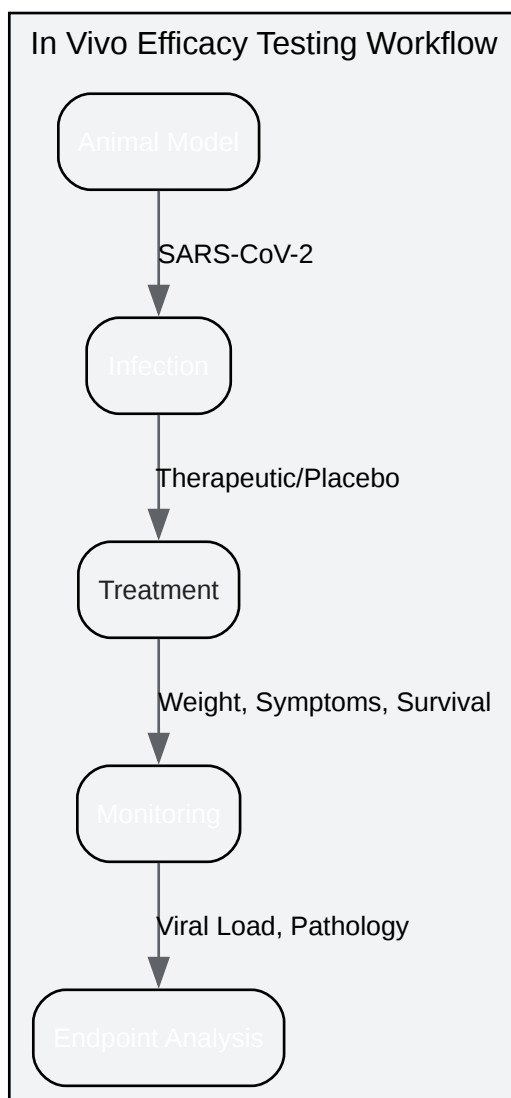 In Vivo Efficacy Testing Workflow
Animal Model
SARS-CoV-2
Infection
Therapeutic/Placebo
Treatment
Weight, Symptoms, Survival
Monitoring
Viral Load, Pathology
Endpoint Analysis